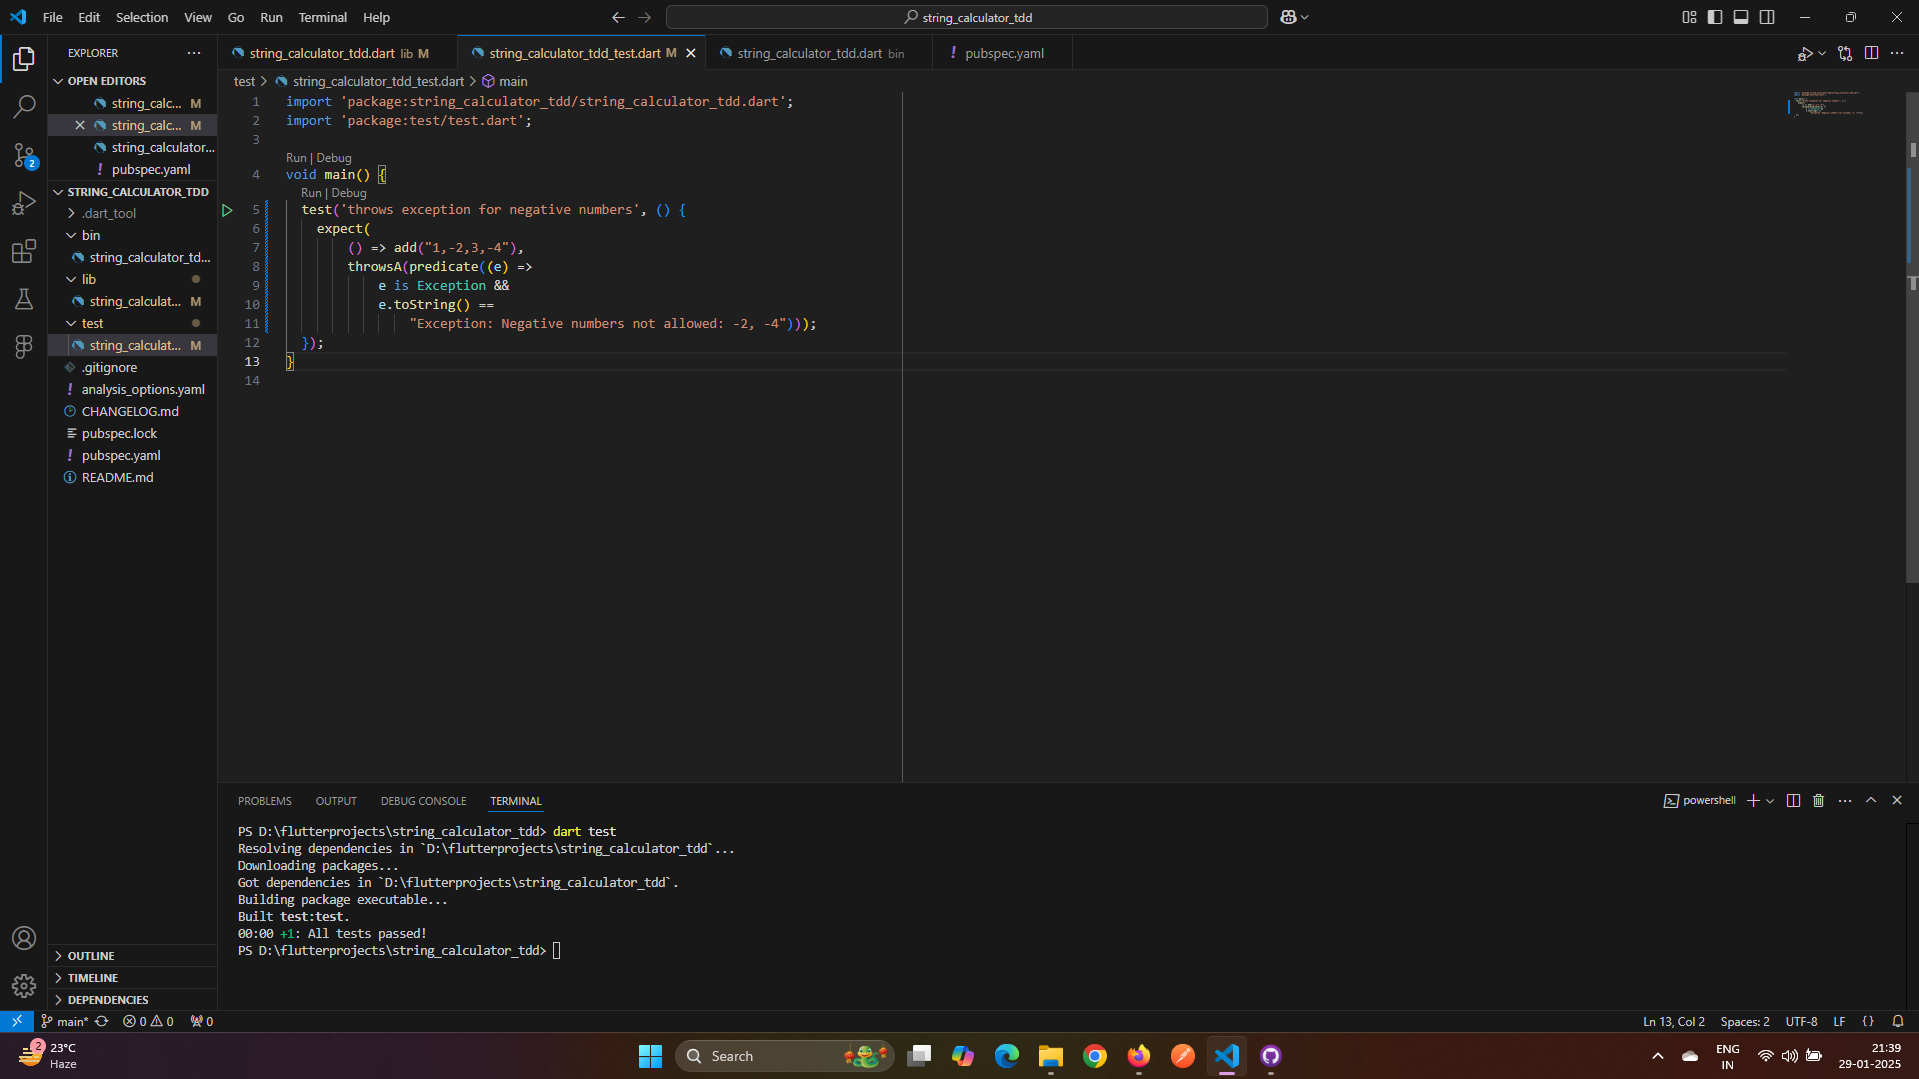 File Edit Selection View Go Run Terminal Help
string_calculator_tdd
EXPLORER
OPEN EDITORS
string_calc... M
string_calc... M
string_calculator...
! pubspec.yaml
STRING_CALCULATOR_TDD
.dart_tool
bin
string_calculator_td...
lib
string_calculat... M
test
string_calculat... M
.gitignore
! analysis_options.yaml
CHANGELOG.md
pubspec.lock
! pubspec.yaml
README.md
OUTLINE
TIMELINE
DEPENDENCIES
2
string_calculator_tdd.dart lib M
string_calculator_tdd_test.dart M
string_calculator_tdd.dart bin
! pubspec.yaml
test > string_calculator_tdd_test.dart > main
1 import 'package:string_calculator_tdd/string_calculator_tdd.dart';
2 import 'package:test/test.dart';
3
Run | Debug
4 void main() {
Run | Debug
5 test('throws exception for negative numbers', () {
6 expect(
7 () => add("1,-2,3,-4"),
8 throwsA(predicate((e) =>
9 e is Exception &&
10 e.toString() ==
11 "Exception: Negative numbers not allowed: -2, -4")));
12 });
13 }
14
PROBLEMS OUTPUT DEBUG CONSOLE TERMINAL
powershell
PS D:\flutterprojects\string_calculator_tdd> dart test
Resolving dependencies in `D:\flutterprojects\string_calculator_tdd`...
Downloading packages...
Got dependencies in `D:\flutterprojects\string_calculator_tdd`.
Building package executable...
Built test:test.
00:00 +1: All tests passed!
PS D:\flutterprojects\string_calculator_tdd>
main* 0 0 0
Ln 13, Col 2 Spaces: 2 UTF-8 LF {}
2
23°C
Haze
Search
ENG
IN
21:39
29-01-2025